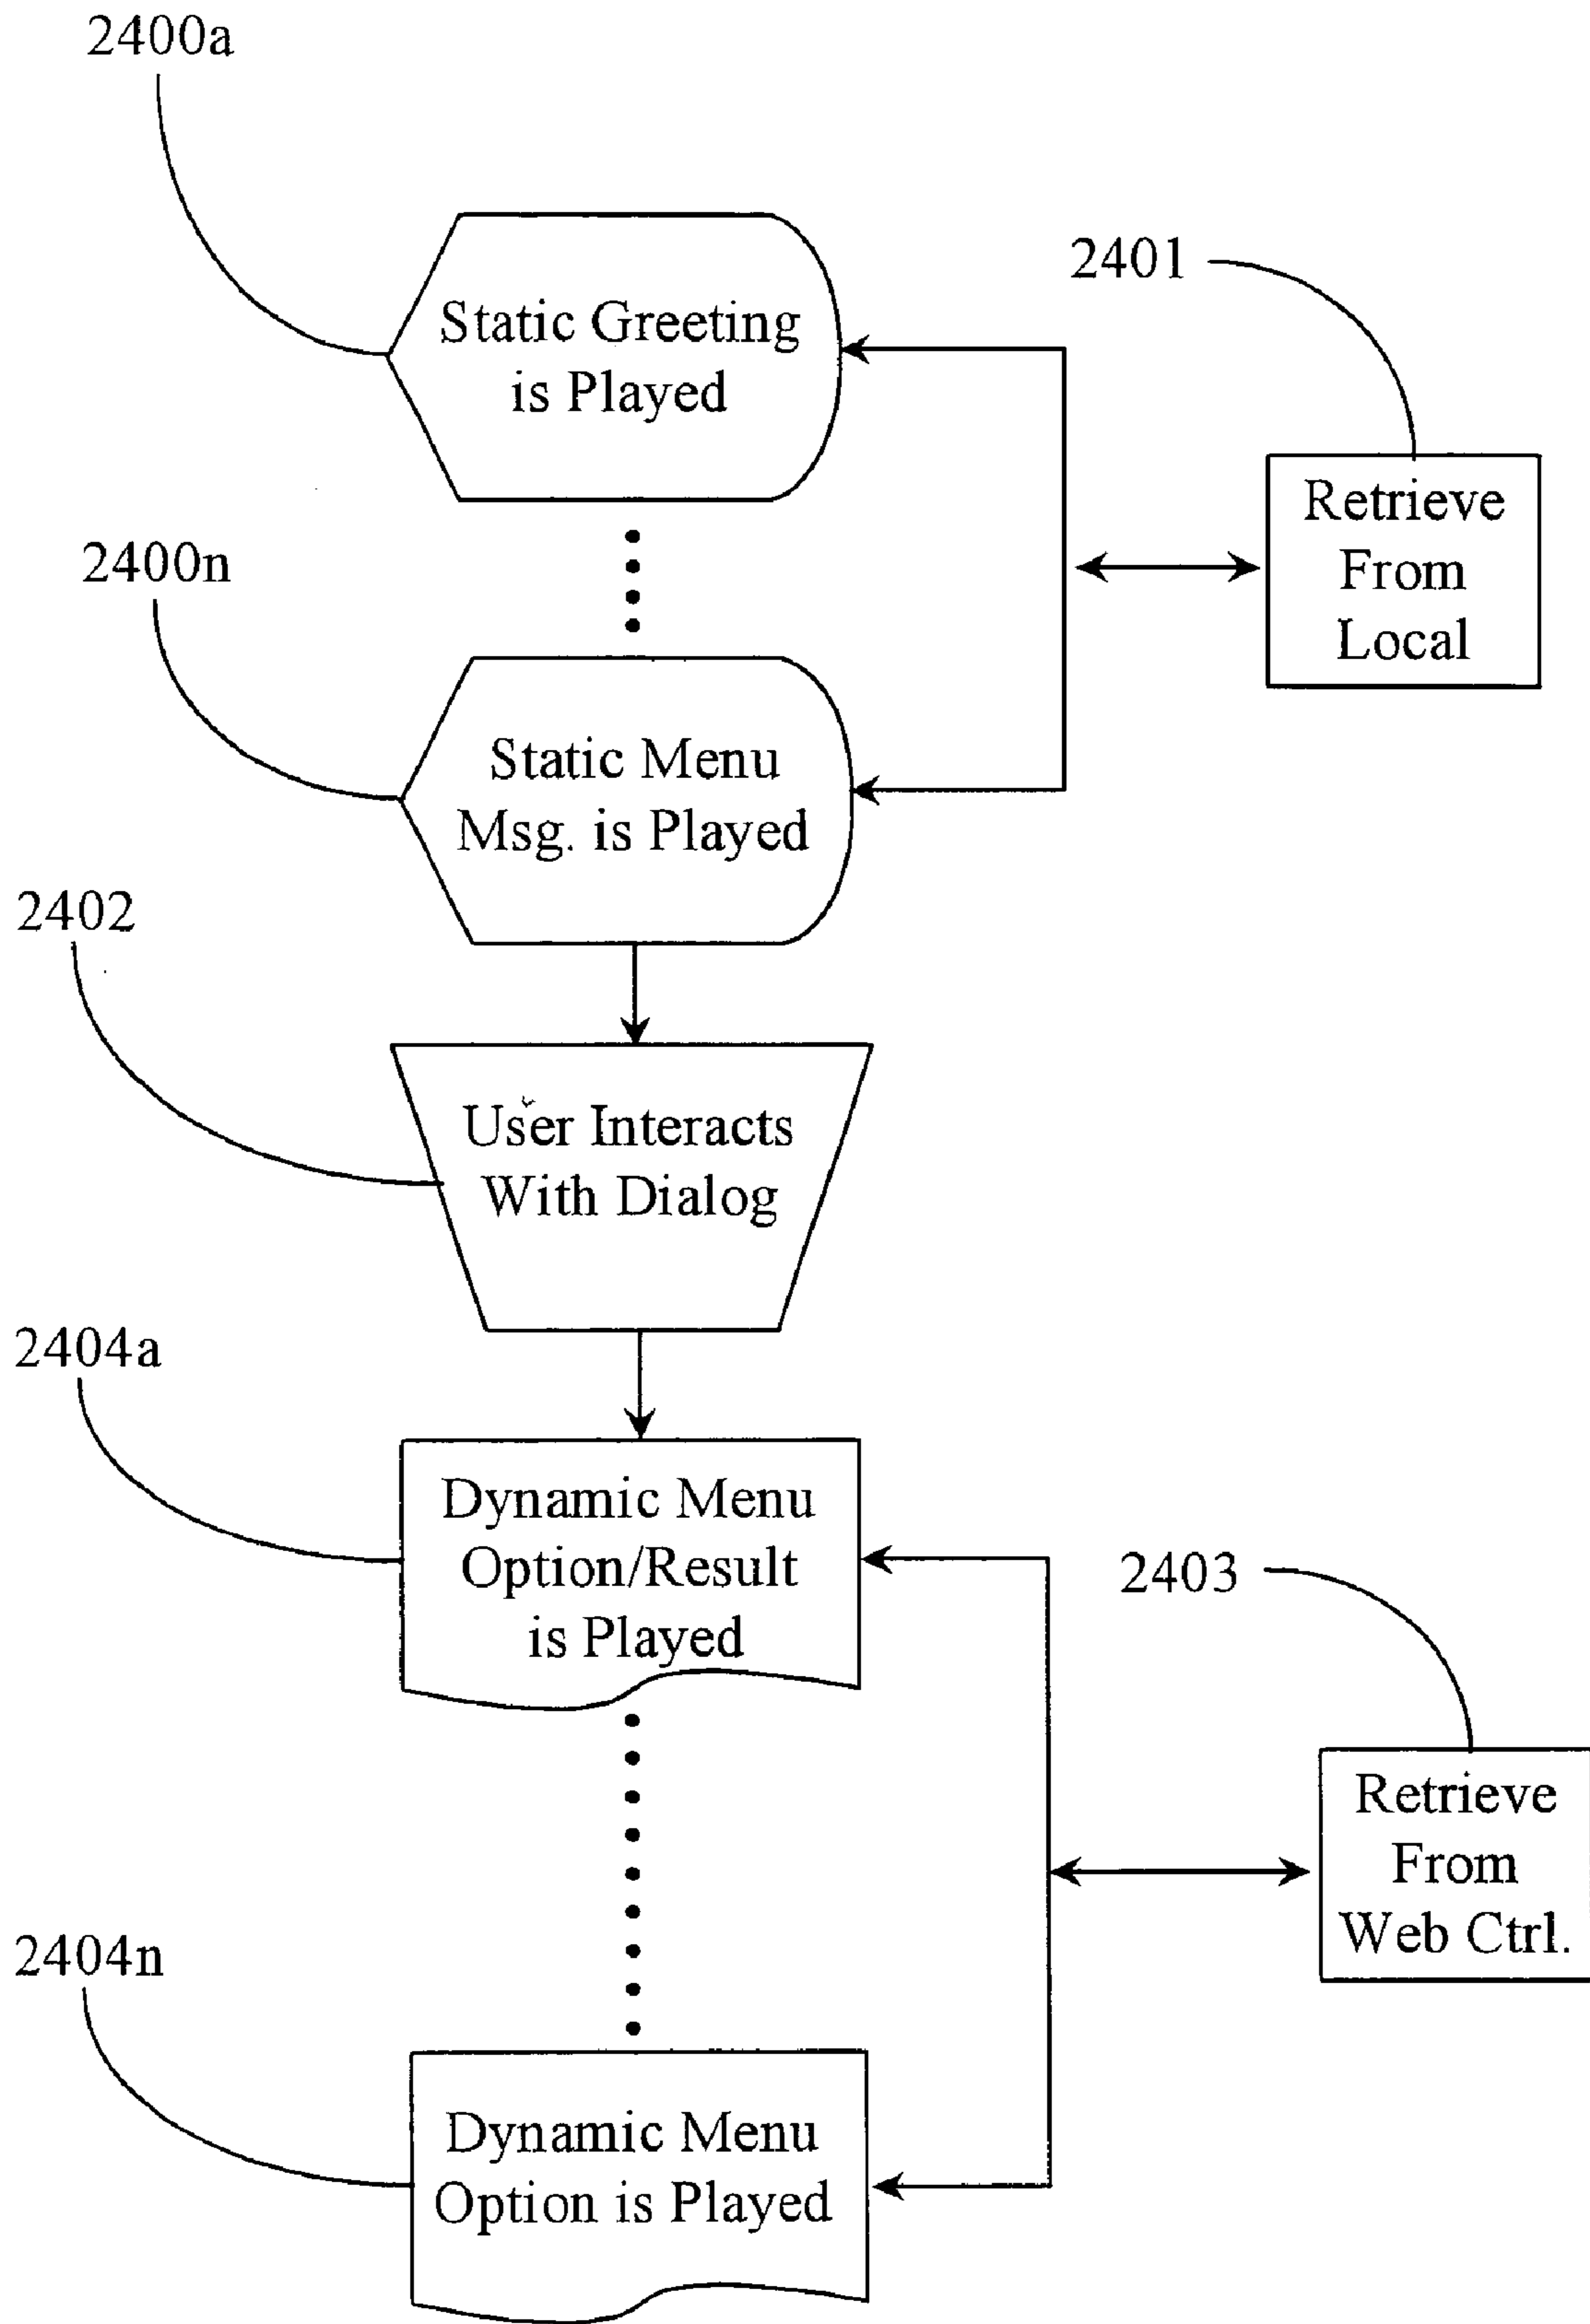 2400a
Static Greeting
is Played
2401
Retrieve
From
Local
2400n
Static Menu
Msg. is Played
2402
User Interacts
With Dialog
2404a
Dynamic Menu
Option/Result
is Played
2403
Retrieve
From
Web Ctrl.
2404n
Dynamic Menu
Option is Played